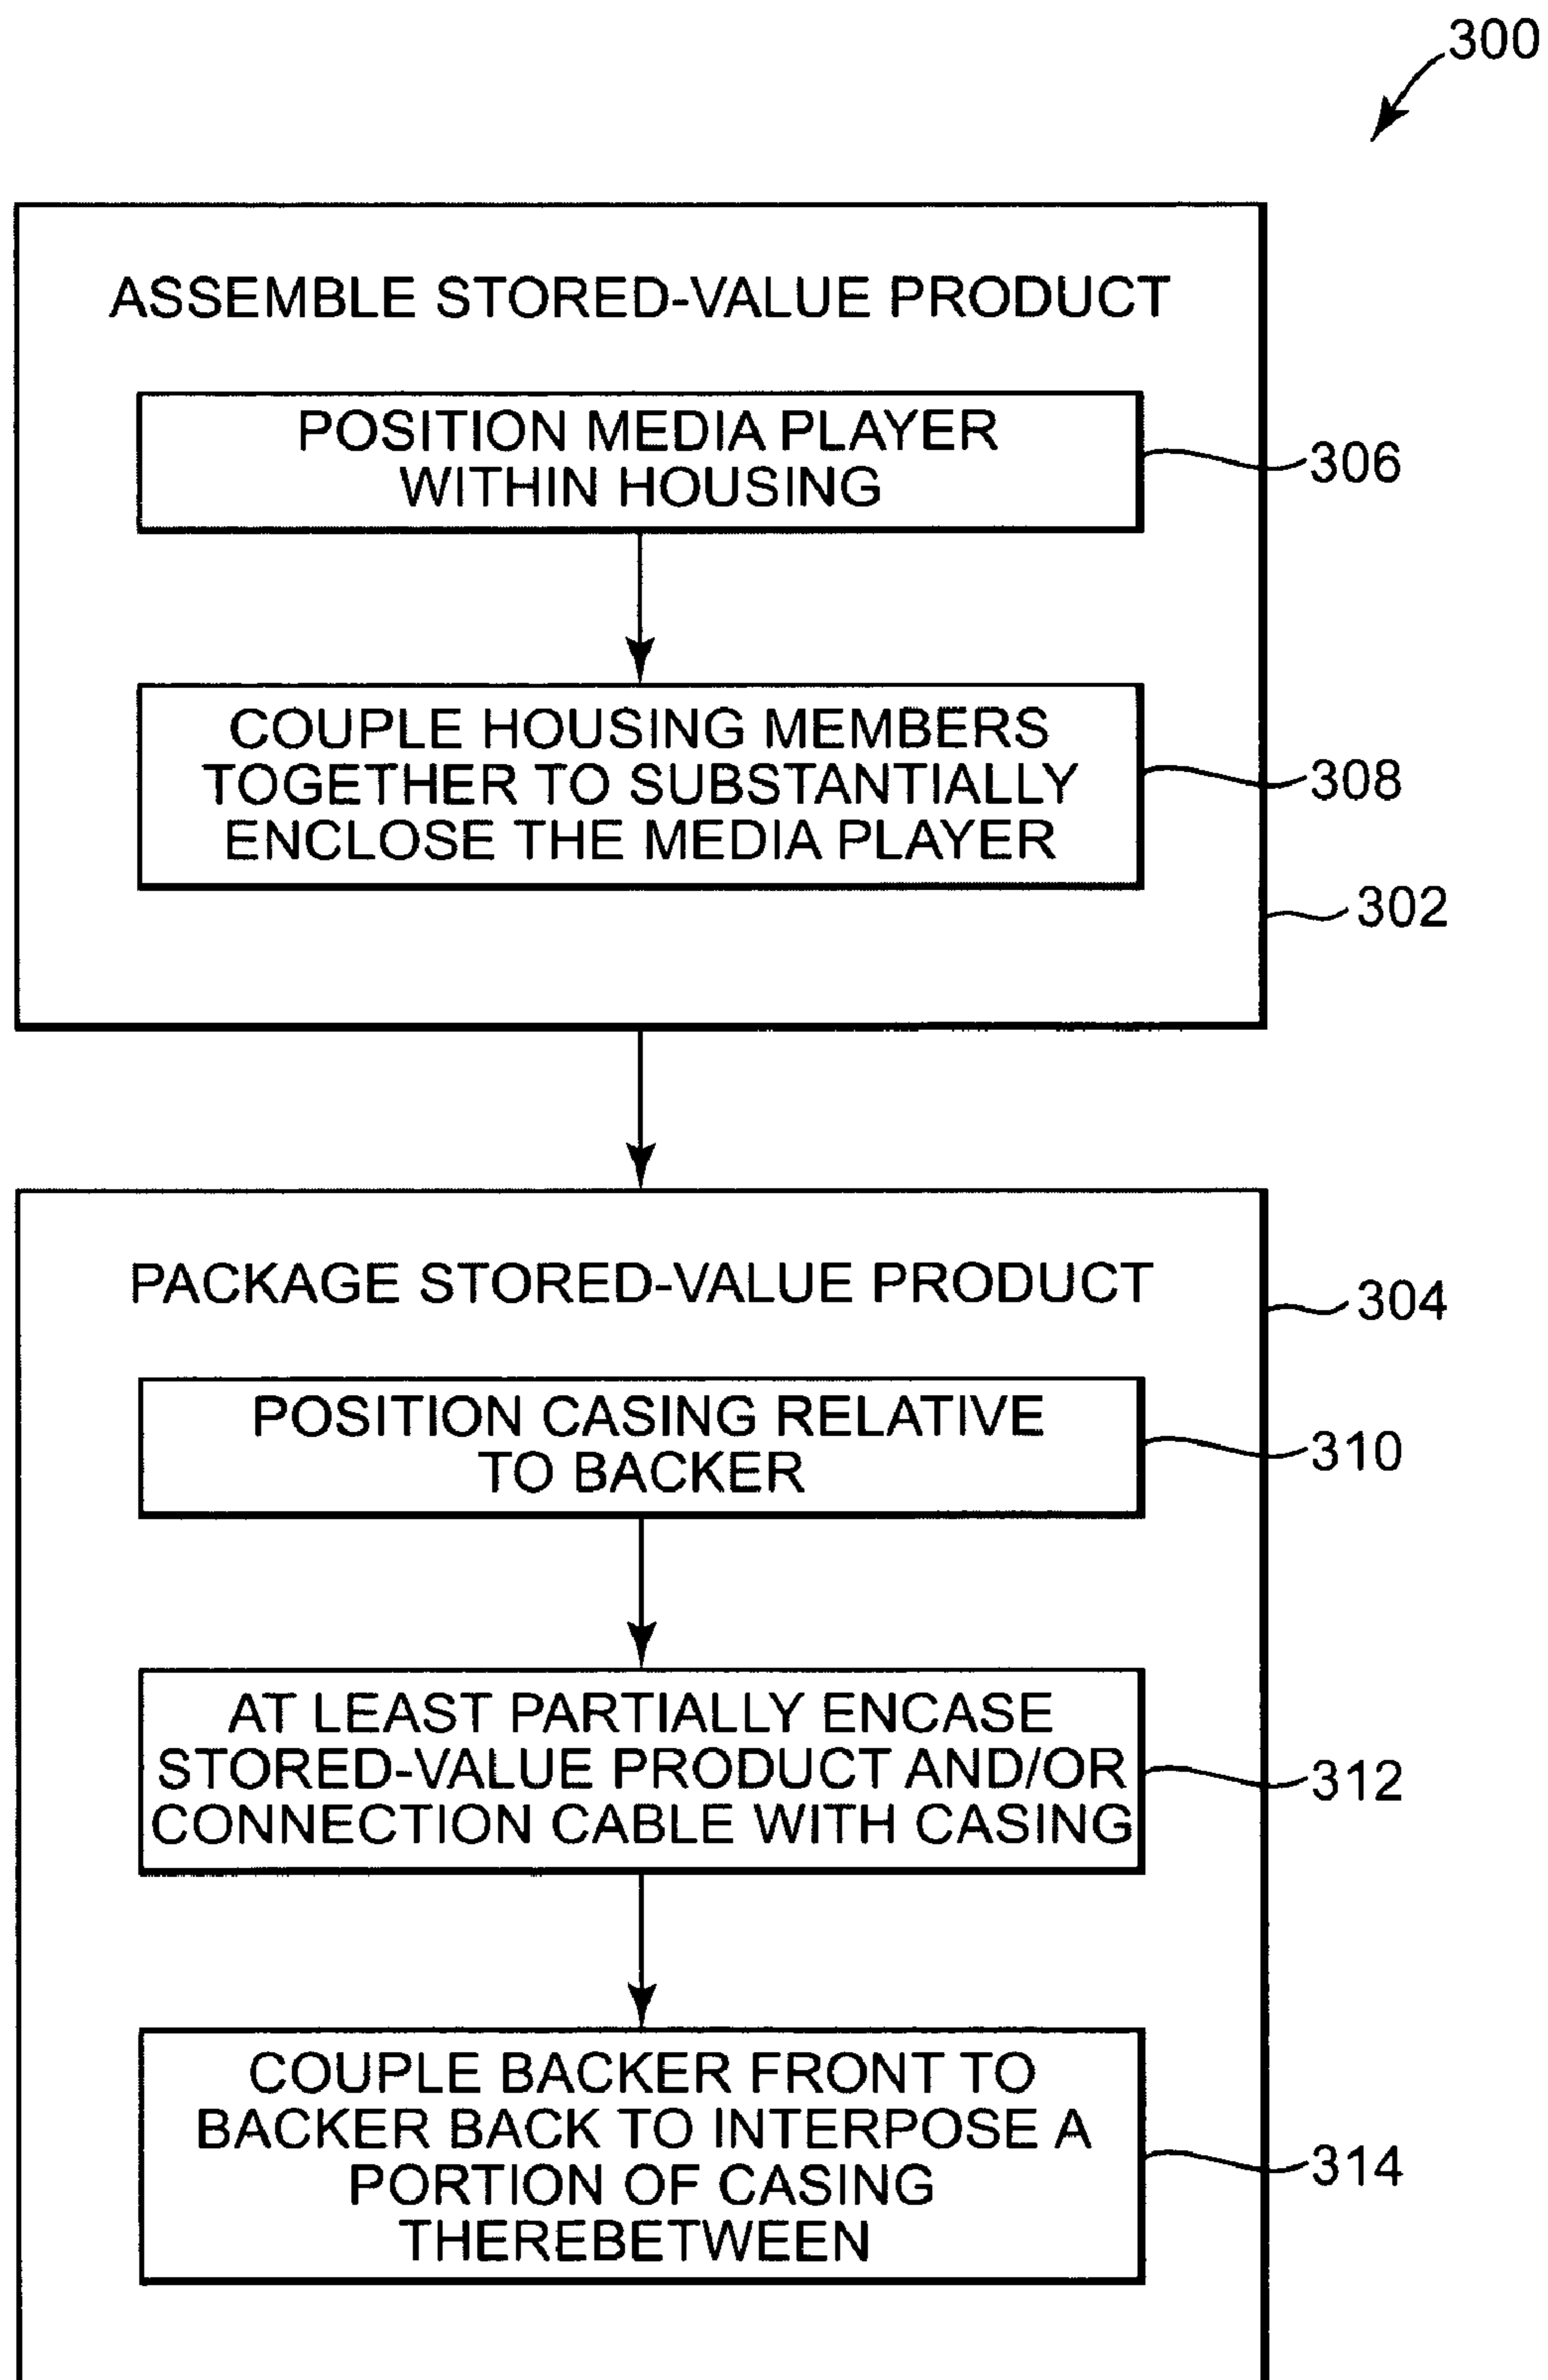 300
ASSEMBLE STORED-VALUE PRODUCT
POSITION MEDIA PLAYER
WITHIN HOUSING
306
COUPLE HOUSING MEMBERS
TOGETHER TO SUBSTANTIALLY
ENCLOSE THE MEDIA PLAYER
308
302
PACKAGE STORED-VALUE PRODUCT
304
POSITION CASING RELATIVE
TO BACKER
310
AT LEAST PARTIALLY ENCASE
STORED-VALUE PRODUCT AND/OR
CONNECTION CABLE WITH CASING
312
COUPLE BACKER FRONT TO
BACKER BACK TO INTERPOSE A
PORTION OF CASING
THEREBETWEEN
314